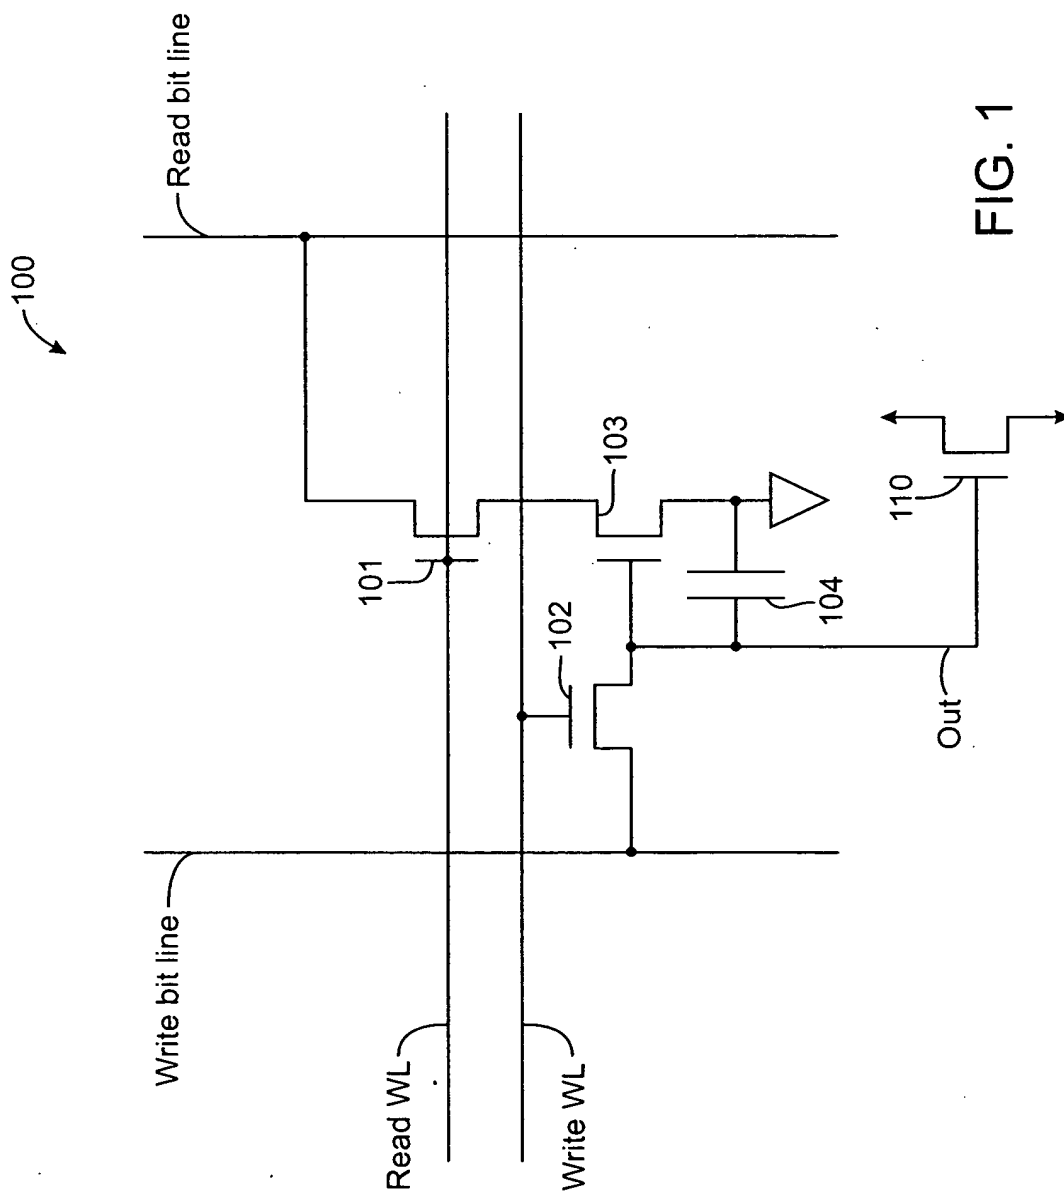 100
Write bit line
Read bit line
Read WL
Write WL
101
102
103
104
Out
110
FIG. 1